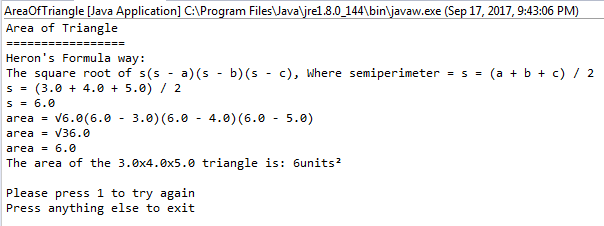 AreaOfTriangle [Java Application] C:\Program Files\Java\jre1.8.0_144\bin\javaw.exe (Sep 17, 2017, 9:43:06 PM)
Area of Triangle
=================
Heron's Formula way:
The square root of s(s - a)(s - b)(s - c), Where semiperimeter = s = (a + b + c) / 2
s = (3.0 + 4.0 + 5.0) / 2
s = 6.0
area = √6.0(6.0 - 3.0)(6.0 - 4.0)(6.0 - 5.0)
area = √36.0
area = 6.0
The area of the 3.0x4.0x5.0 triangle is: 6units²
Please press 1 to try again
Press anything else to exit